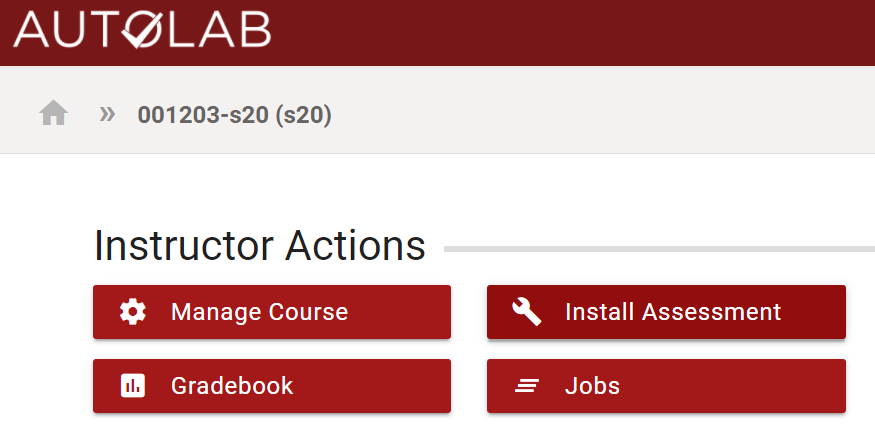 AUTOLAB
» 001203-s20 (s20)
Instructor Actions
Manage Course
Install Assessment
Gradebook
Jobs